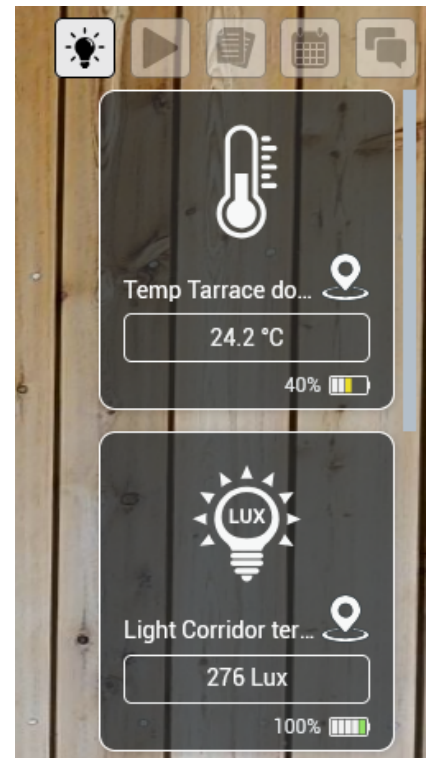 Temp Tarrace do...
24.2 °C
40%
LUX
Light Corridor ter...
276 Lux
100%